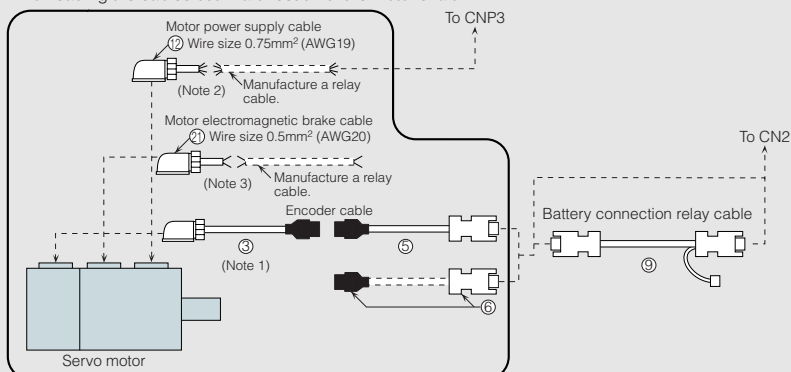 To CNP3
Motor power supply cable
⑫ Wire size 0.75mm² (AWG19)
(Note 2)
Manufacture a relay
cable.
Motor electromagnetic brake cable
㉑ Wire size 0.5mm² (AWG20)
(Note 3)
Manufacture a relay
cable.
To CN2
Encoder cable
Battery connection relay cable
③
(Note 1)
⑤
⑨
⑥
Servo motor